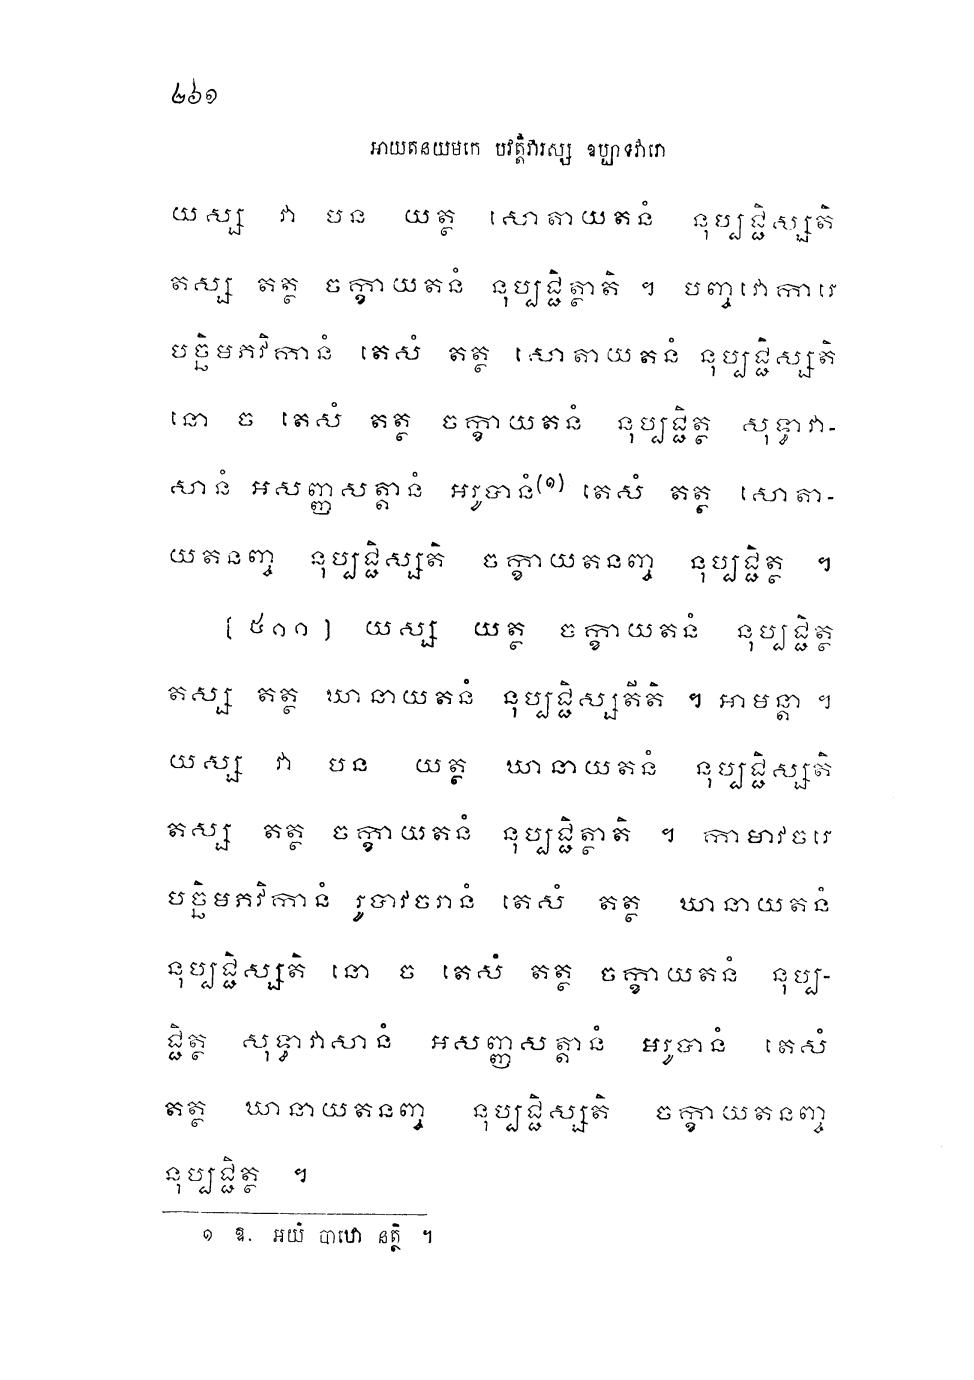 ២៦១
អាយតនយមកេ បវត្តិវារស្ស ឧប្បាទវារោ
យស្ស វា បន យត្ថ សោតាយតនំ នុប្បជ្ជិស្សតិ
តស្ស តត្ថ ចក្ខាយតនំ នុប្បជ្ជិត្ថាតិ ។ បញ្ចវោការេ
បច្ឆិមភវិកានំ តេសំ តត្ថ សោតាយតនំ នុប្បជ្ជិស្សតិ
នោ ច តេសំ តត្ថ ចក្ខាយតនំ នុប្បជ្ជិត្ថ សុទ្ធាវា-
សានំ អសញ្ញសត្តានំ អរូបានំ(១) តេសំ តត្ថ សោតា-
យតនញ្ច នុប្បជ្ជិស្សតិ ចក្ខាយតនញ្ច នុប្បជ្ជិត្ថ ។
[ ៥១១ ] យស្ស យត្ថ ចក្ខាយតនំ នុប្បជ្ជិត្ថ
តស្ស តត្ថ ឃានាយតនំ នុប្បជ្ជិស្សតីតិ ។ អាមន្តា ។
យស្ស វា បន យត្ថ ឃានាយតនំ នុប្បជ្ជិស្សតិ
តស្ស តត្ថ ចក្ខាយតនំ នុប្បជ្ជិត្ថាតិ ។ កាមាវចរេ
បច្ឆិមភវិកានំ រូបាវចរានំ តេសំ តត្ថ ឃានាយតនំ
នុប្បជ្ជិស្សតិ នោ ច តេសំ តត្ថ ចក្ខាយតនំ នុប្ប-
ជ្ជិត្ថ សុទ្ធាវាសានំ អសញ្ញសត្តានំ អរូបានំ តេសំ
តត្ថ ឃានាយតនញ្ច នុប្បជ្ជិស្សតិ ចក្ខាយតនញ្ច
នុប្បជ្ជិត្ថ ។
១ ឱ. អយំ បាឋោ នត្ថិ ។